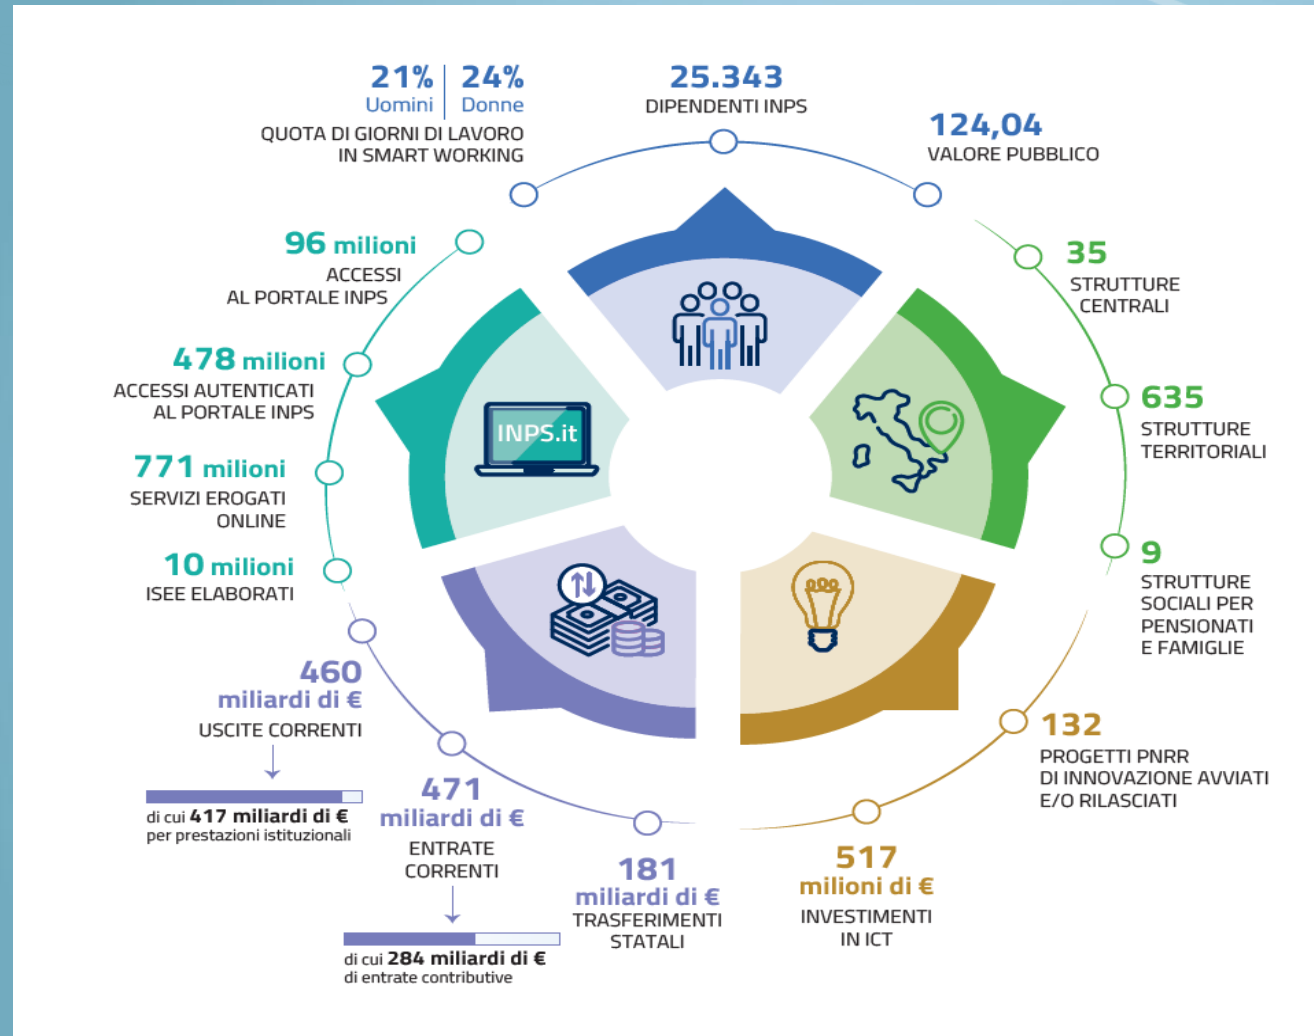 21% 24%
Uomini Donne
QUOTA DI GIORNI DI LAVORO
IN SMART WORKING
25.343
DIPENDENTI INPS
124,04
VALORE PUBBLICO
35
STRUTTURE
CENTRALI
635
STRUTTURE
TERRITORIALI
9
STRUTTURE
SOCIALI PER
PENSIONATI
E FAMIGLIE
132
PROGETTI PNRR
DI INNOVAZIONE AVVIATI
E/O RILASCIATI
517
milioni di €
INVESTIMENTI
IN ICT
181
miliardi di €
TRASFERIMENTI
STATALI
471
miliardi di €
ENTRATE
CORRENTI
di cui 284 miliardi di €
di entrate contributive
460
miliardi di €
USCITE CORRENTI
di cui 417 miliardi di €
per prestazioni istituzionali
10 milioni
ISEE ELABORATI
771 milioni
SERVIZI EROGATI
ONLINE
478 milioni
ACCESSI AUTENTICATI
AL PORTALE INPS
96 milioni
ACCESSI
AL PORTALE INPS
INPS.it